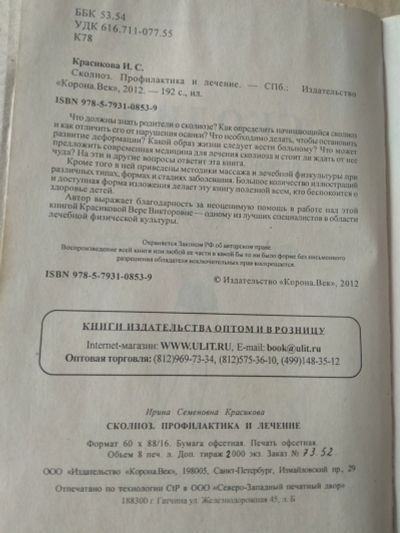 ББК 53.54
УДК 616.711-077.55
К78
Красикова И. С.
Сколиоз. Профилактика и лечение. — СПб.: Издательство
«Корона.Век», 2012. — 192 с., ил.
ISBN 978-5-7931-0853-9
Что должны знать родители о сколиозе? Как определить начинающийся сколиоз
и как отличить его от нарушения осанки? Что необходимо делать, чтобы остановить
развитие деформации? Какой образ жизни следует вести больному? Что может
предложить современная медицина для лечения сколиоза и стоит ли ждать от нее
чуда? На эти и другие вопросы ответит эта книга.
Кроме того в ней приведены методики массажа и лечебной физкультуры при
различных типах, формах и стадиях заболевания. Большое количество иллюстраций
и доступная форма изложения делает эту книгу полезной всем, кто беспокоится о
здоровье детей.
Автор выражает благодарность за неоценимую помощь в работе над этой
книгой Красиковой Вере Викторовне — одному из лучших специалистов в области
лечебной физической культуры.
Охраняется Законом РФ об авторском праве.
Воспроизведение всей книги или любой ее части в какой бы то ни было форме без письменного
разрешения обладателя исключительных прав воспрещается.
ISBN 978-5-7931-0853-9
© Издательство «Корона.Век», 2012
КНИГИ ИЗДАТЕЛЬСТВА ОПТОМ И В РОЗНИЦУ
Internet-магазин: WWW.ULIT.RU, E-mail: book@ulit.ru
Оптовая торговля: (812)969-73-34, (812)575-36-10, (499)148-35-12
Ирина Семеновна Красикова
СКОЛИОЗ. ПРОФИЛАКТИКА И ЛЕЧЕНИЕ
Формат 60 х 88/16. Бумага офсетная. Печать офсетная.
Объем 8 печ. л. Доп. тираж 2000 экз. Заказ № 7352.
ООО «Издательство «Корона.Век», 198005, Санкт-Петербург, Измайловский пр., 29
Отпечатано по технологии CtP в ООО «Северо-Западный печатный двор»
188300 г. Гатчина ул. Железнодорожная 45, л. Б